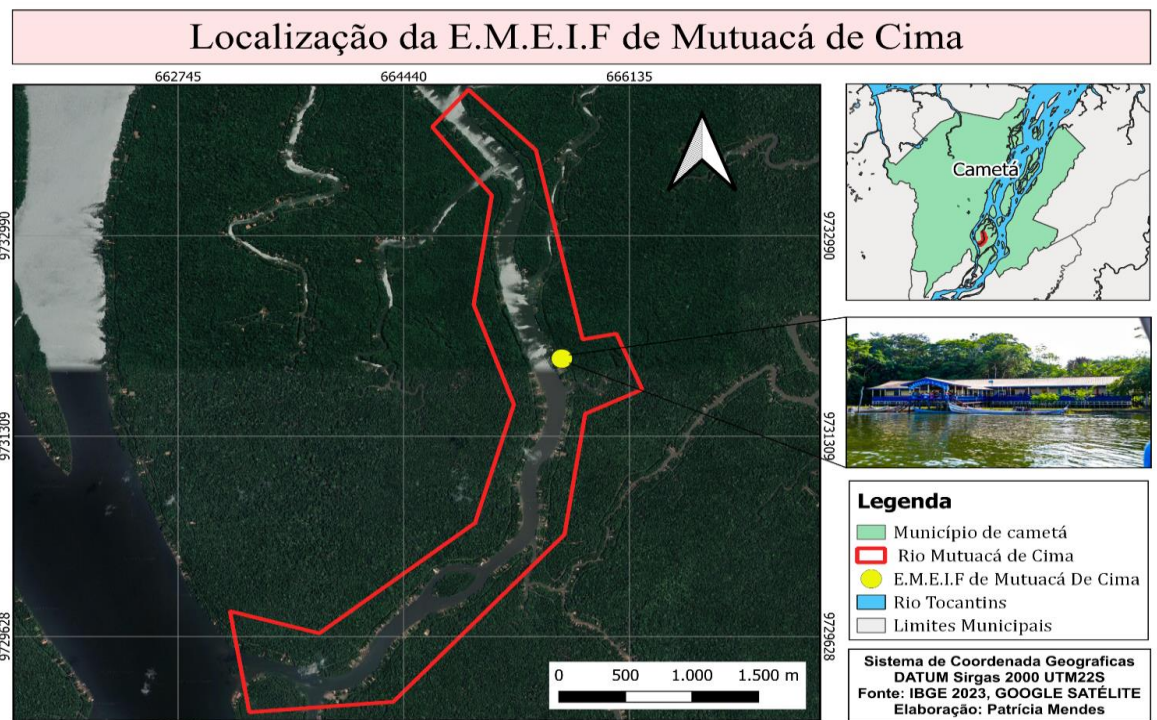 Localização da E.M.E.I.F de Mutuacá de Cima
662745 664440 666135
9732990 9732990
9731309 9731309
9729628 9729628
0 500 1.000 1.500 m
Cametá
Legenda
Município de cametá
Rio Mutuacá de Cima
E.M.E.I.F de Mutuacá De Cima
Rio Tocantins
Limites Municipais
Sistema de Coordenada Geograficas
DATUM Sirgas 2000 UTM22S
Fonte: IBGE 2023, GOOGLE SATÉLITE
Elaboração: Patrícia Mendes